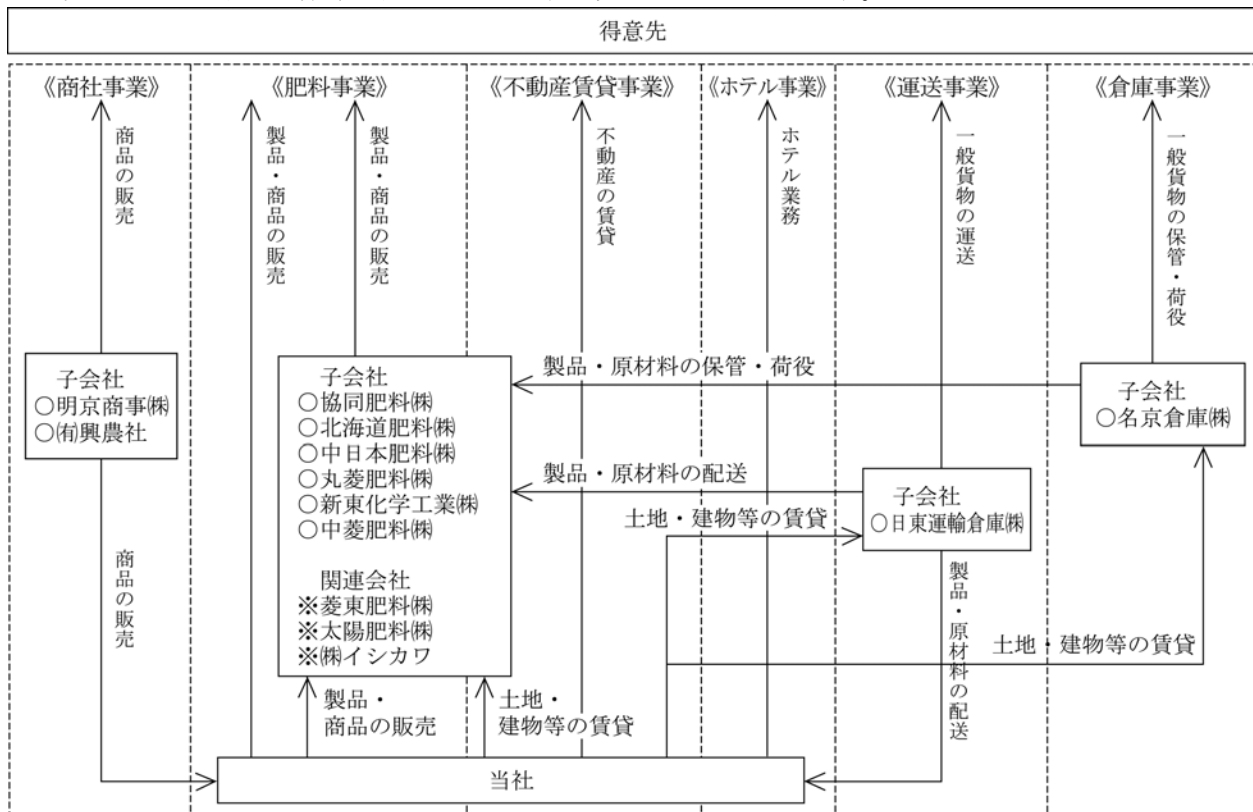 得意先
《商社事業》
《肥料事業》
《不動産賃貸事業》
《ホテル事業》
《運送事業》
《倉庫事業》
商品の販売
製品・商品の販売
製品・商品の販売
不動産の賃貸
ホテル業務
一般貨物の運送
一般貨物の保管・荷役
子会社
○明京商事㈱
○㈲興農社
子会社
○協同肥料㈱
○北海道肥料㈱
○中日本肥料㈱
○丸菱肥料㈱
○新東化学工業㈱
○中菱肥料㈱
関連会社
※菱東肥料㈱
※太陽肥料㈱
※㈱イシカワ
製品・原材料の保管・荷役
子会社
○名京倉庫㈱
製品・原材料の配送
土地・建物等の賃貸
子会社
○日東運輸倉庫㈱
商品の販売
製品・原材料の配送
土地・建物等の賃貸
製品・
商品の販売
土地・
建物等の賃貸
当社